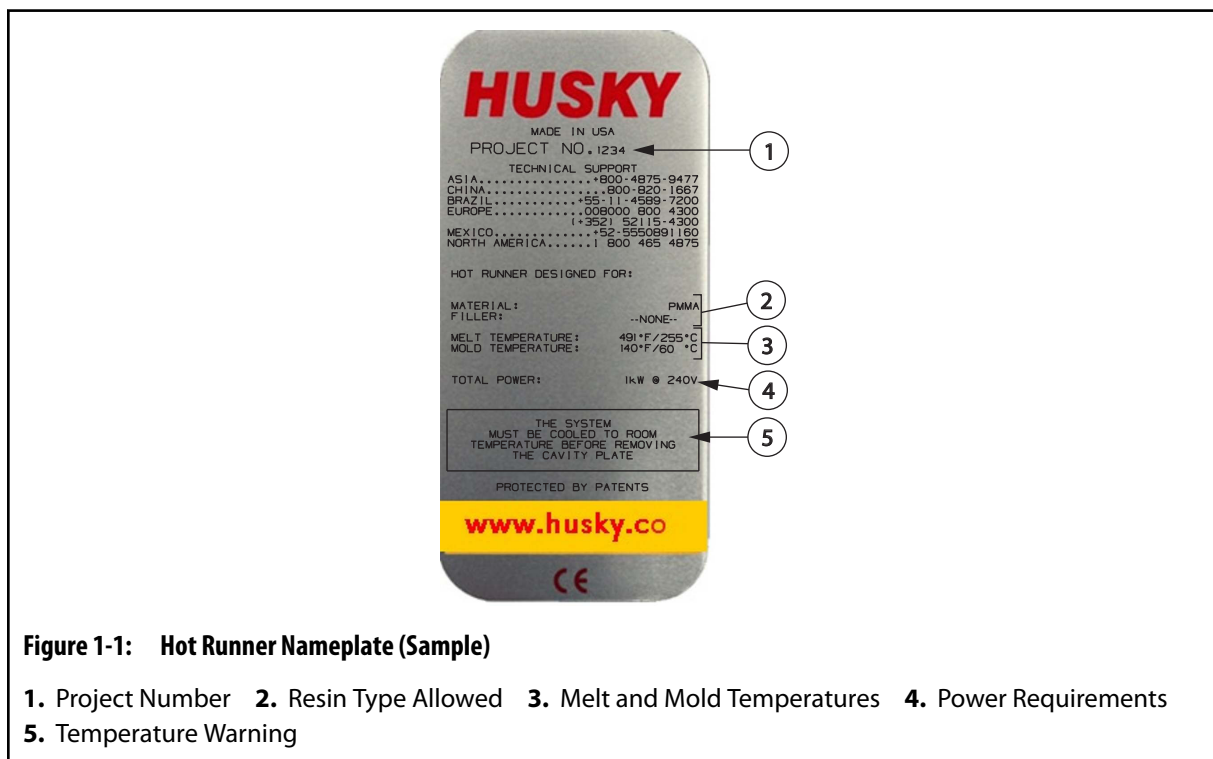 HUSKY
MADE IN USA
PROJECT NO. 1234
1
TECHNICAL SUPPORT
ASIA...............+800-4875-9477
CHINA................800-820-1667
BRAZIL............+55-11-4589-7200
EUROPE............008000 800 4300
(+352) 52115-4300
MEXICO.............+52-5550891160
NORTH AMERICA......1 800 465 4875
HOT RUNNER DESIGNED FOR:
MATERIAL: PMMA
FILLER: --NONE--
2
MELT TEMPERATURE: 491°F/255°C
MOLD TEMPERATURE: 140°F/60 °C
3
TOTAL POWER: 1kW @ 240V
4
THE SYSTEM
MUST BE COOLED TO ROOM
TEMPERATURE BEFORE REMOVING
THE CAVITY PLATE
5
PROTECTED BY PATENTS
www.husky.co
CE
Figure 1-1: Hot Runner Nameplate (Sample)
1. Project Number 2. Resin Type Allowed 3. Melt and Mold Temperatures 4. Power Requirements
5. Temperature Warning